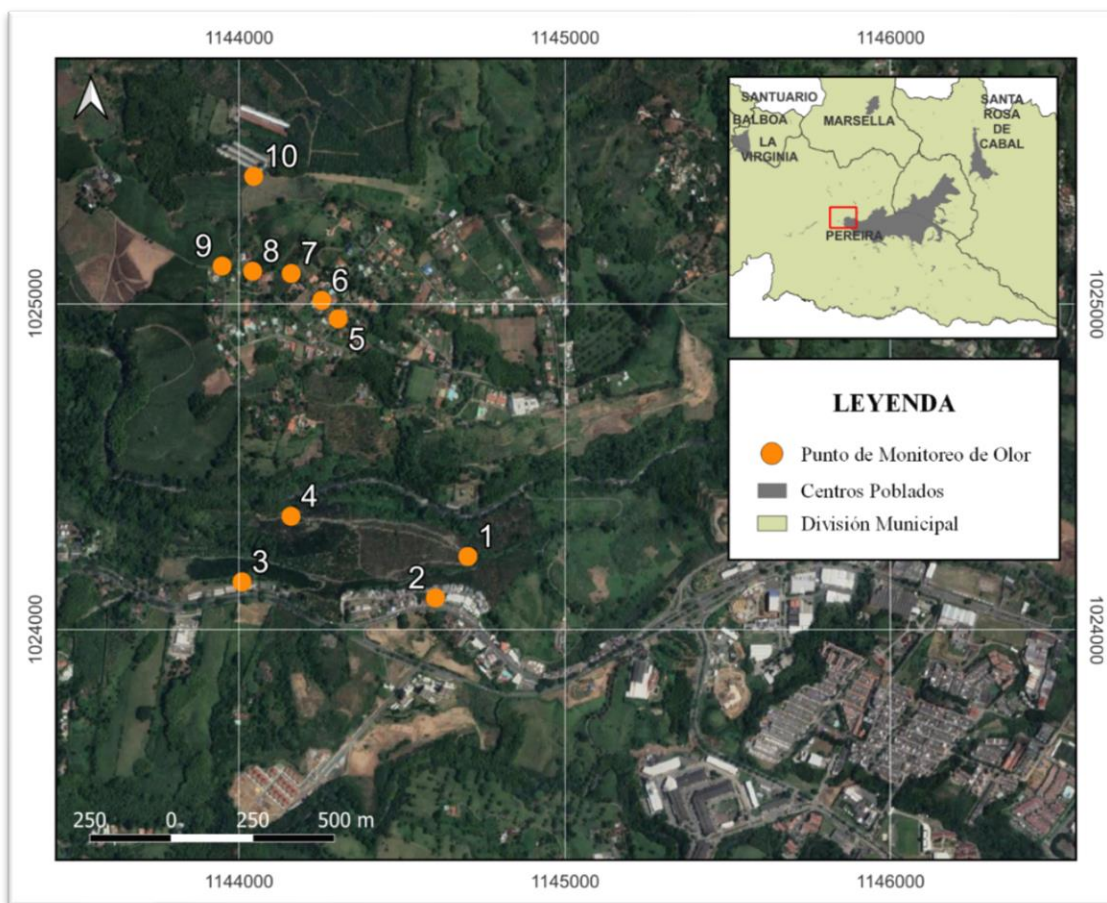 1144000
1145000
1146000
SANTUARIO
BALBOA
LA
VIRGINIA
MARSELLA
SANTA
ROSA
DE
CABAL
PEREIRA
10
9
8
7
6
5
1025000
1025000
LEYENDA
Punto de Monitoreo de Olor
Centros Poblados
División Municipal
4
1
3
2
1024000
1024000
250
0
250
500 m
1144000
1145000
1146000